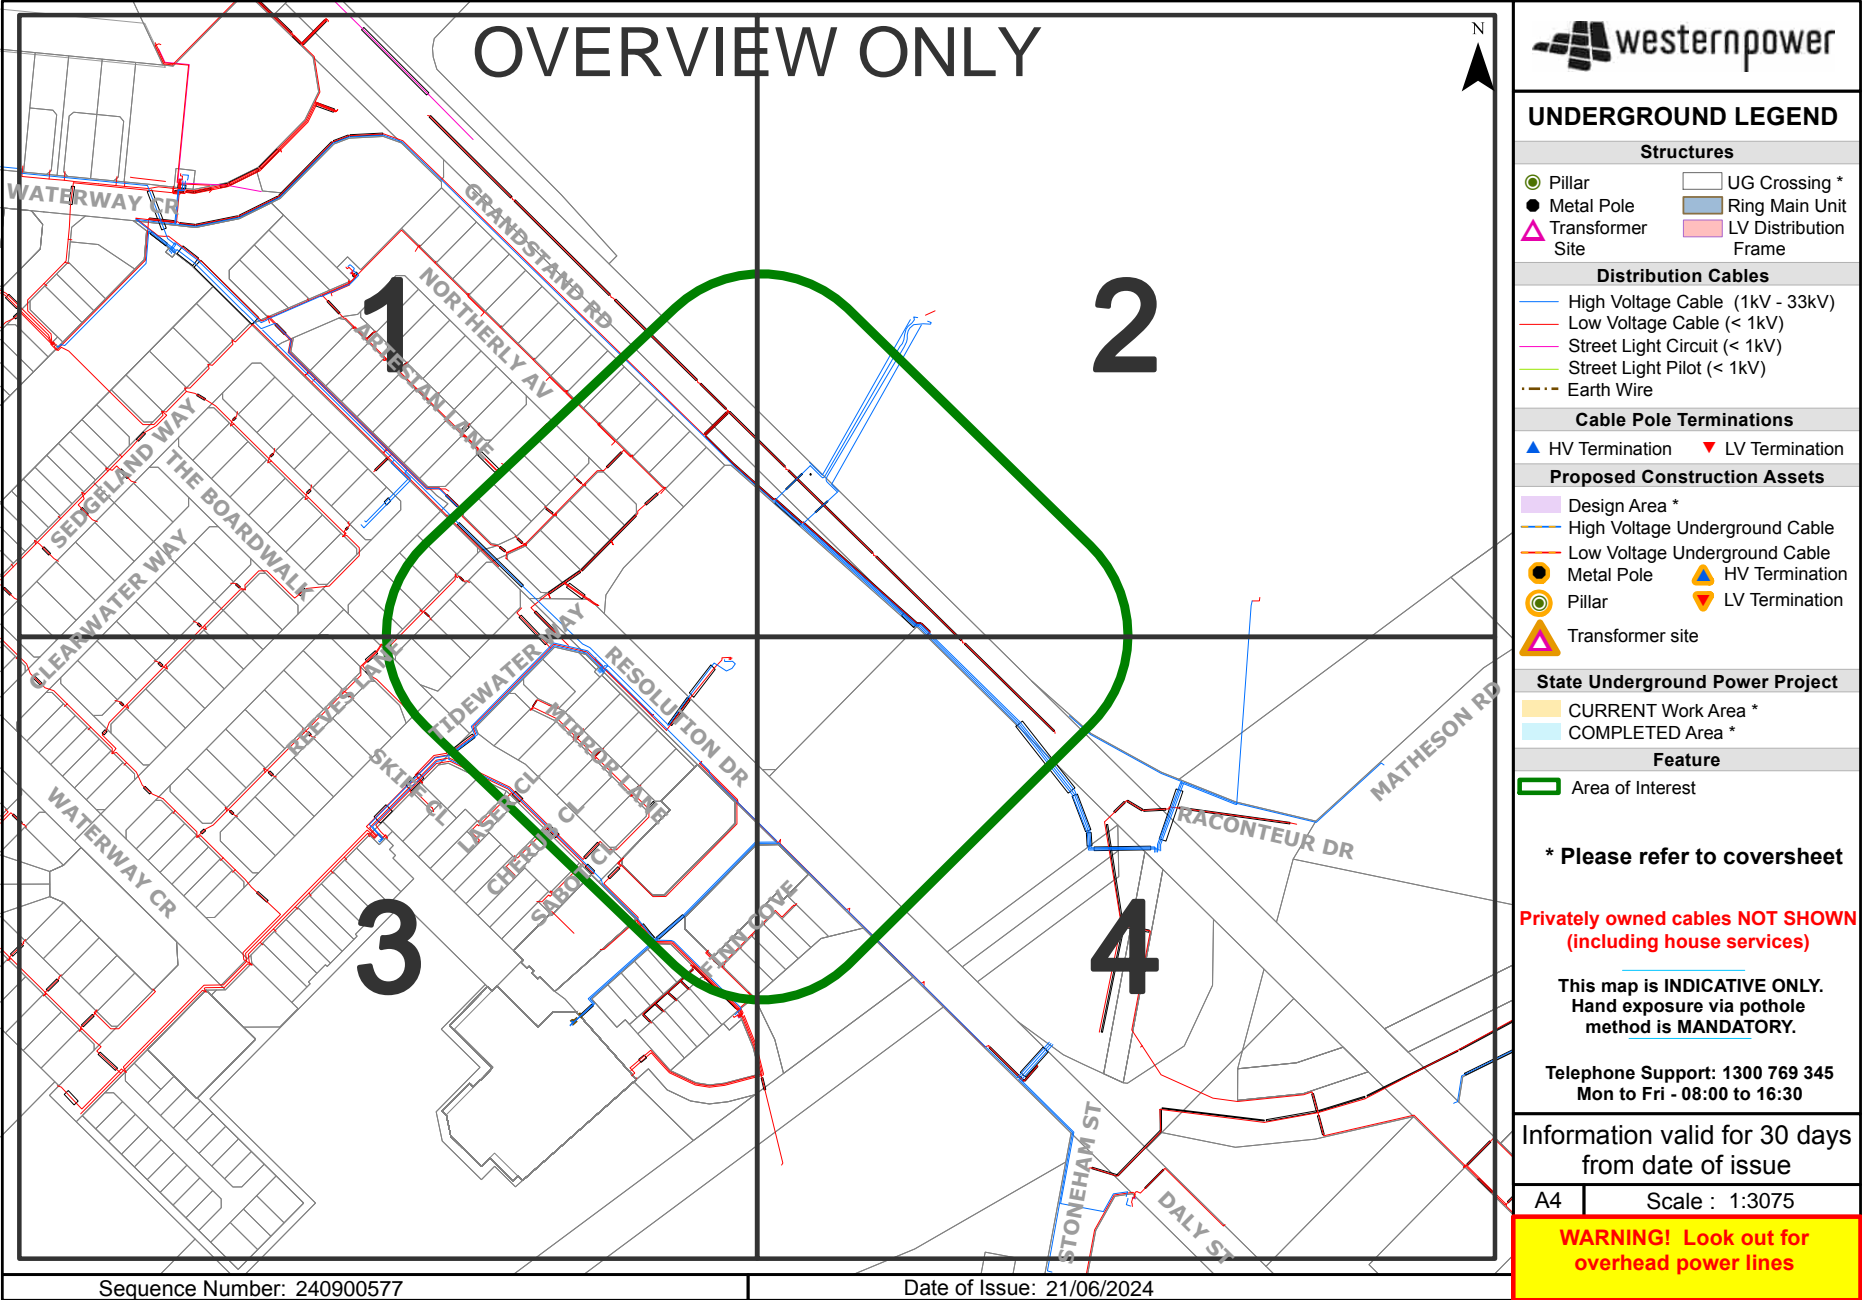 OVERVIEW ONLY
N
1
2
3
4
WATERWAY CR
GRANDSTAND RD
NORTHERLY AV
ARTESIAN LANE
SEDGELAND WAY
THE BOARDWALK
CLEARWATER WAY
REEVES LANE
TIDEWATER WAY
RESOLUTION DR
MIRROR LANE
SKIFF CL
LASER CL
CHERUB CL
SABOT CL
FINN COVE
WATERWAY CR
MATHESON RD
RACONTEUR DR
STONEHAM ST
DALY ST
westernpower
UNDERGROUND LEGEND
Structures
Pillar
UG Crossing *
Metal Pole
Ring Main Unit
Transformer
Site
LV Distribution
Frame
Distribution Cables
High Voltage Cable (1kV - 33kV)
Low Voltage Cable (< 1kV)
Street Light Circuit (< 1kV)
Street Light Pilot (< 1kV)
Earth Wire
Cable Pole Terminations
HV Termination
LV Termination
Proposed Construction Assets
Design Area *
High Voltage Underground Cable
Low Voltage Underground Cable
Metal Pole
HV Termination
Pillar
LV Termination
Transformer site
State Underground Power Project
CURRENT Work Area *
COMPLETED Area *
Feature
Area of Interest
* Please refer to coversheet
Privately owned cables NOT SHOWN
(including house services)
This map is INDICATIVE ONLY.
Hand exposure via pothole
method is MANDATORY.
Telephone Support: 1300 769 345
Mon to Fri - 08:00 to 16:30
Information valid for 30 days
from date of issue
A4
Scale : 1:3075
WARNING! Look out for
overhead power lines
Sequence Number: 240900577
Date of Issue: 21/06/2024